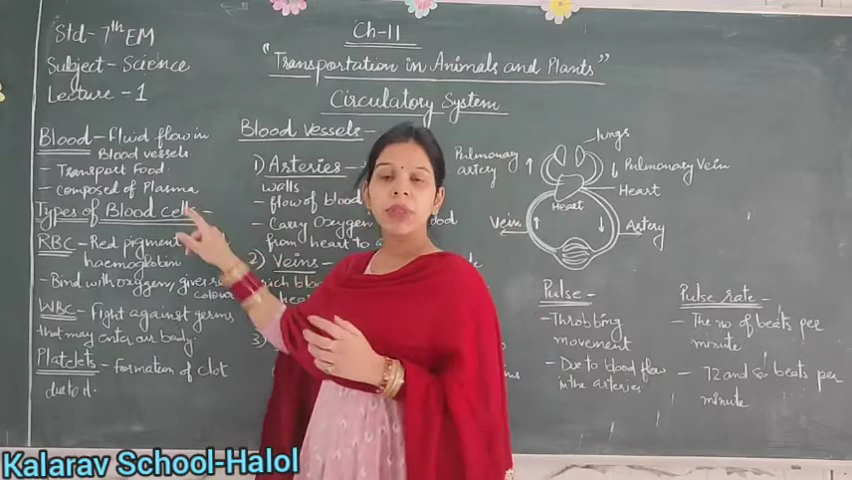 Std- 7th EM
Subject- Science
Lecture - 1
Ch-11
"Transportation in Animals and Plants"
Circulatory System
Blood - Fluid flow in
Blood vessels
- Transport Food
- composed of Plasma
Types of Blood cells -
RBC - Red pigment
haemoglobin
- Bind with oxygen, gives
colour
WBC - Fight against germs
that may enter our body.
Platelets - formation of clot
due to it.
Blood vessels -
1) Arteries -
walls
- flow of blood
- Carry Oxygen
from heart to
2) Veins -
rich bloo
hea
3)
Pulmonary
artery
lungs
Pulmonary Vein
Heart
Heart
Vein
Artery
Pulse -
- Throbbing
movement
- Due to blood flow
in the arteries
Pulse rate -
- The no of beats per
minute
- 72 and 80 beats per
minute
Kalarav School-Halol